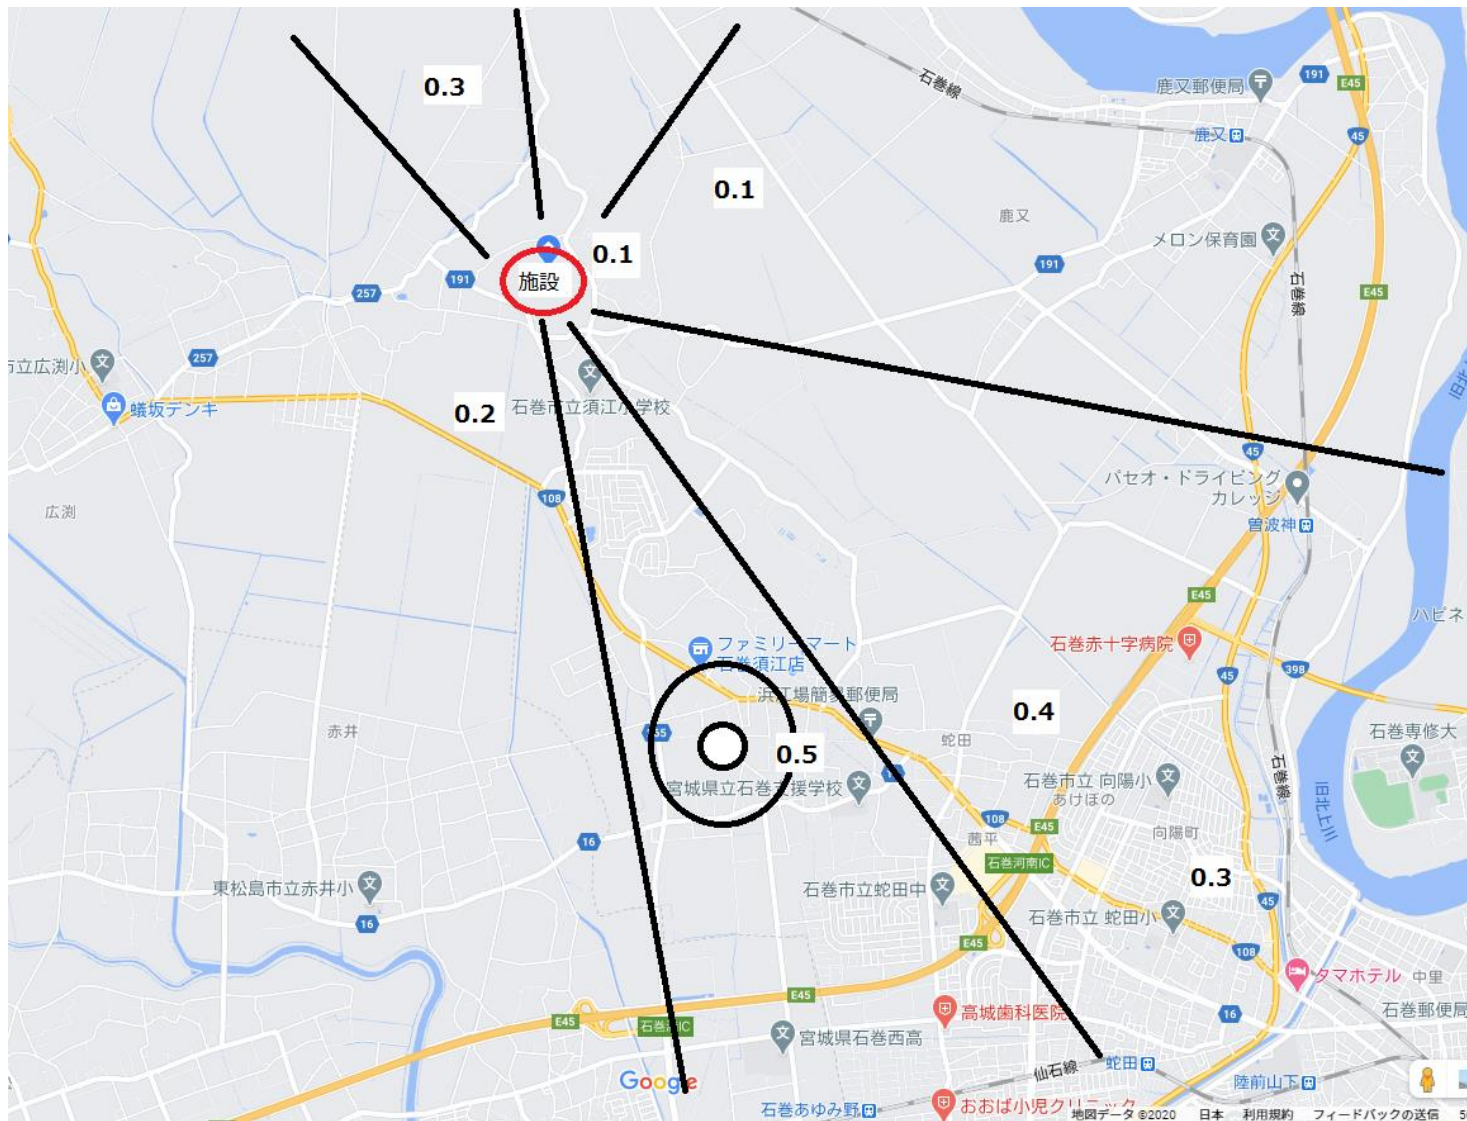 0.3
石巻線
鹿又郵便局
191
E45
鹿又
45
0.1
鹿又
メロン保育園
0.1
191
施設
191
257
E45
石巻線
257
市立広渕小
蟻坂デンキ
0.2
石巻市立須江小学校
旧北上
45
パセオ・ドライビング
カレッジ
曽波神
108
広渕
E45
ハピネ
ファミリーマート
石巻須江店
石巻赤十字病院
398
45
浜江場簡易郵便局
0.4
赤井
蛇田
石巻専修大
0.5
石巻線
宮城県立石巻支援学校
石巻市立 向陽小
あけぼの
旧北上川
108
E45
向陽町
茜平
16
石巻河南IC
0.3
東松島市立赤井小
石巻市立蛇田中
石巻市立 蛇田小
45
16
E45
108
タマホテル
中里
E45
高城歯科医院
16
石巻郵便局
E45
宮城県石巻西高
仙石線
蛇田
Google
陸前山下
石巻あゆみ野
おおば小児クリニック
地図データ ©2020
日本
利用規約
フィードバックの送信